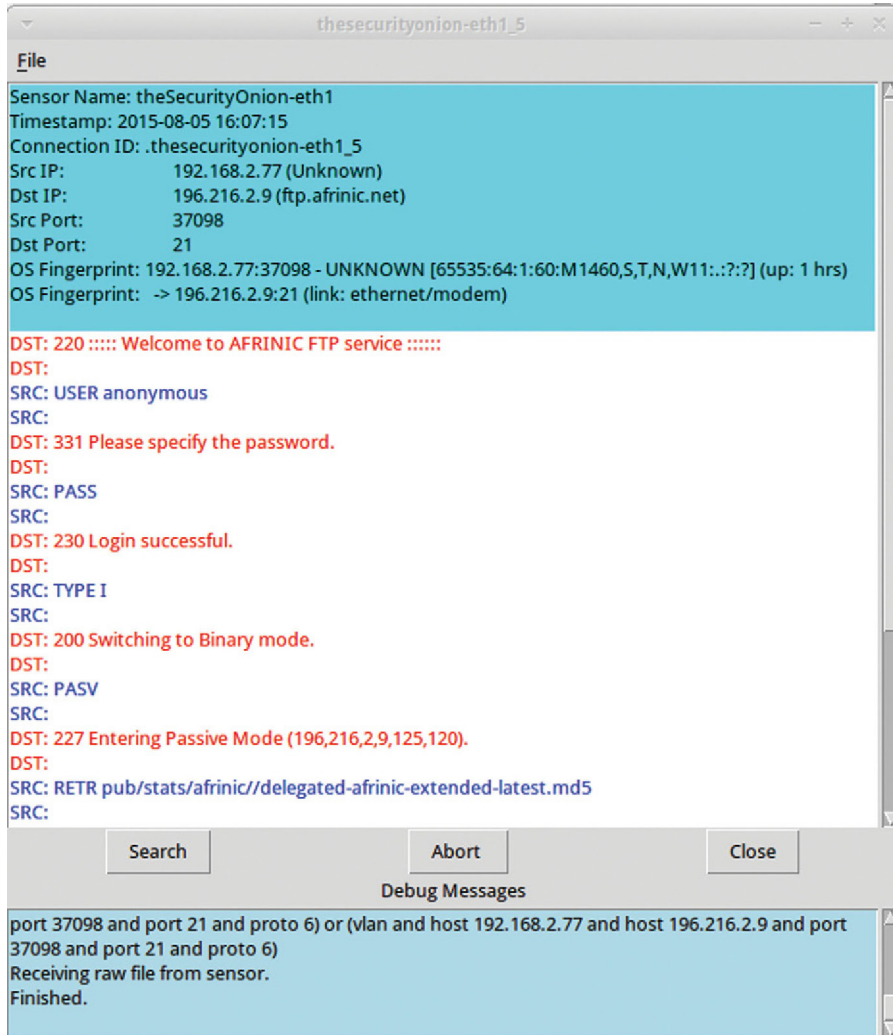 thesecurityonion-eth1_5
File
Sensor Name: theSecurityOnion-eth1
Timestamp: 2015-08-05 16:07:15
Connection ID: .thesecurityonion-eth1_5
Src IP: 192.168.2.77 (Unknown)
Dst IP: 196.216.2.9 (ftp.afrinic.net)
Src Port: 37098
Dst Port: 21
OS Fingerprint: 192.168.2.77:37098 - UNKNOWN [65535:64:1:60:M1460,S,T,N,W11:.:?:?] (up: 1 hrs)
OS Fingerprint: -> 196.216.2.9:21 (link: ethernet/modem)
DST: 220 ::::: Welcome to AFRINIC FTP service ::::::
DST:
SRC: USER anonymous
SRC:
DST: 331 Please specify the password.
DST:
SRC: PASS
SRC:
DST: 230 Login successful.
DST:
SRC: TYPE I
SRC:
DST: 200 Switching to Binary mode.
DST:
SRC: PASV
SRC:
DST: 227 Entering Passive Mode (196,216,2,9,125,120).
DST:
SRC: RETR pub/stats/afrinic//delegated-afrinic-extended-latest.md5
SRC:
Search Abort Close
Debug Messages
port 37098 and port 21 and proto 6) or (vlan and host 192.168.2.77 and host 196.216.2.9 and port
37098 and port 21 and proto 6)
Receiving raw file from sensor.
Finished.